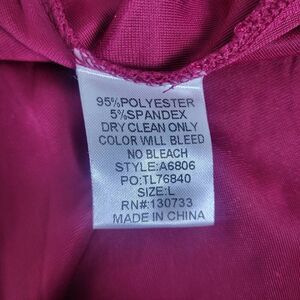 95%POLYESTER
5%SPANDEX
DRY CLEAN ONLY
COLOR WILL BLEED
NO BLEACH
STYLE:A6806
PO:TL76840
SIZE:L
RN#:130733
MADE IN CHINA